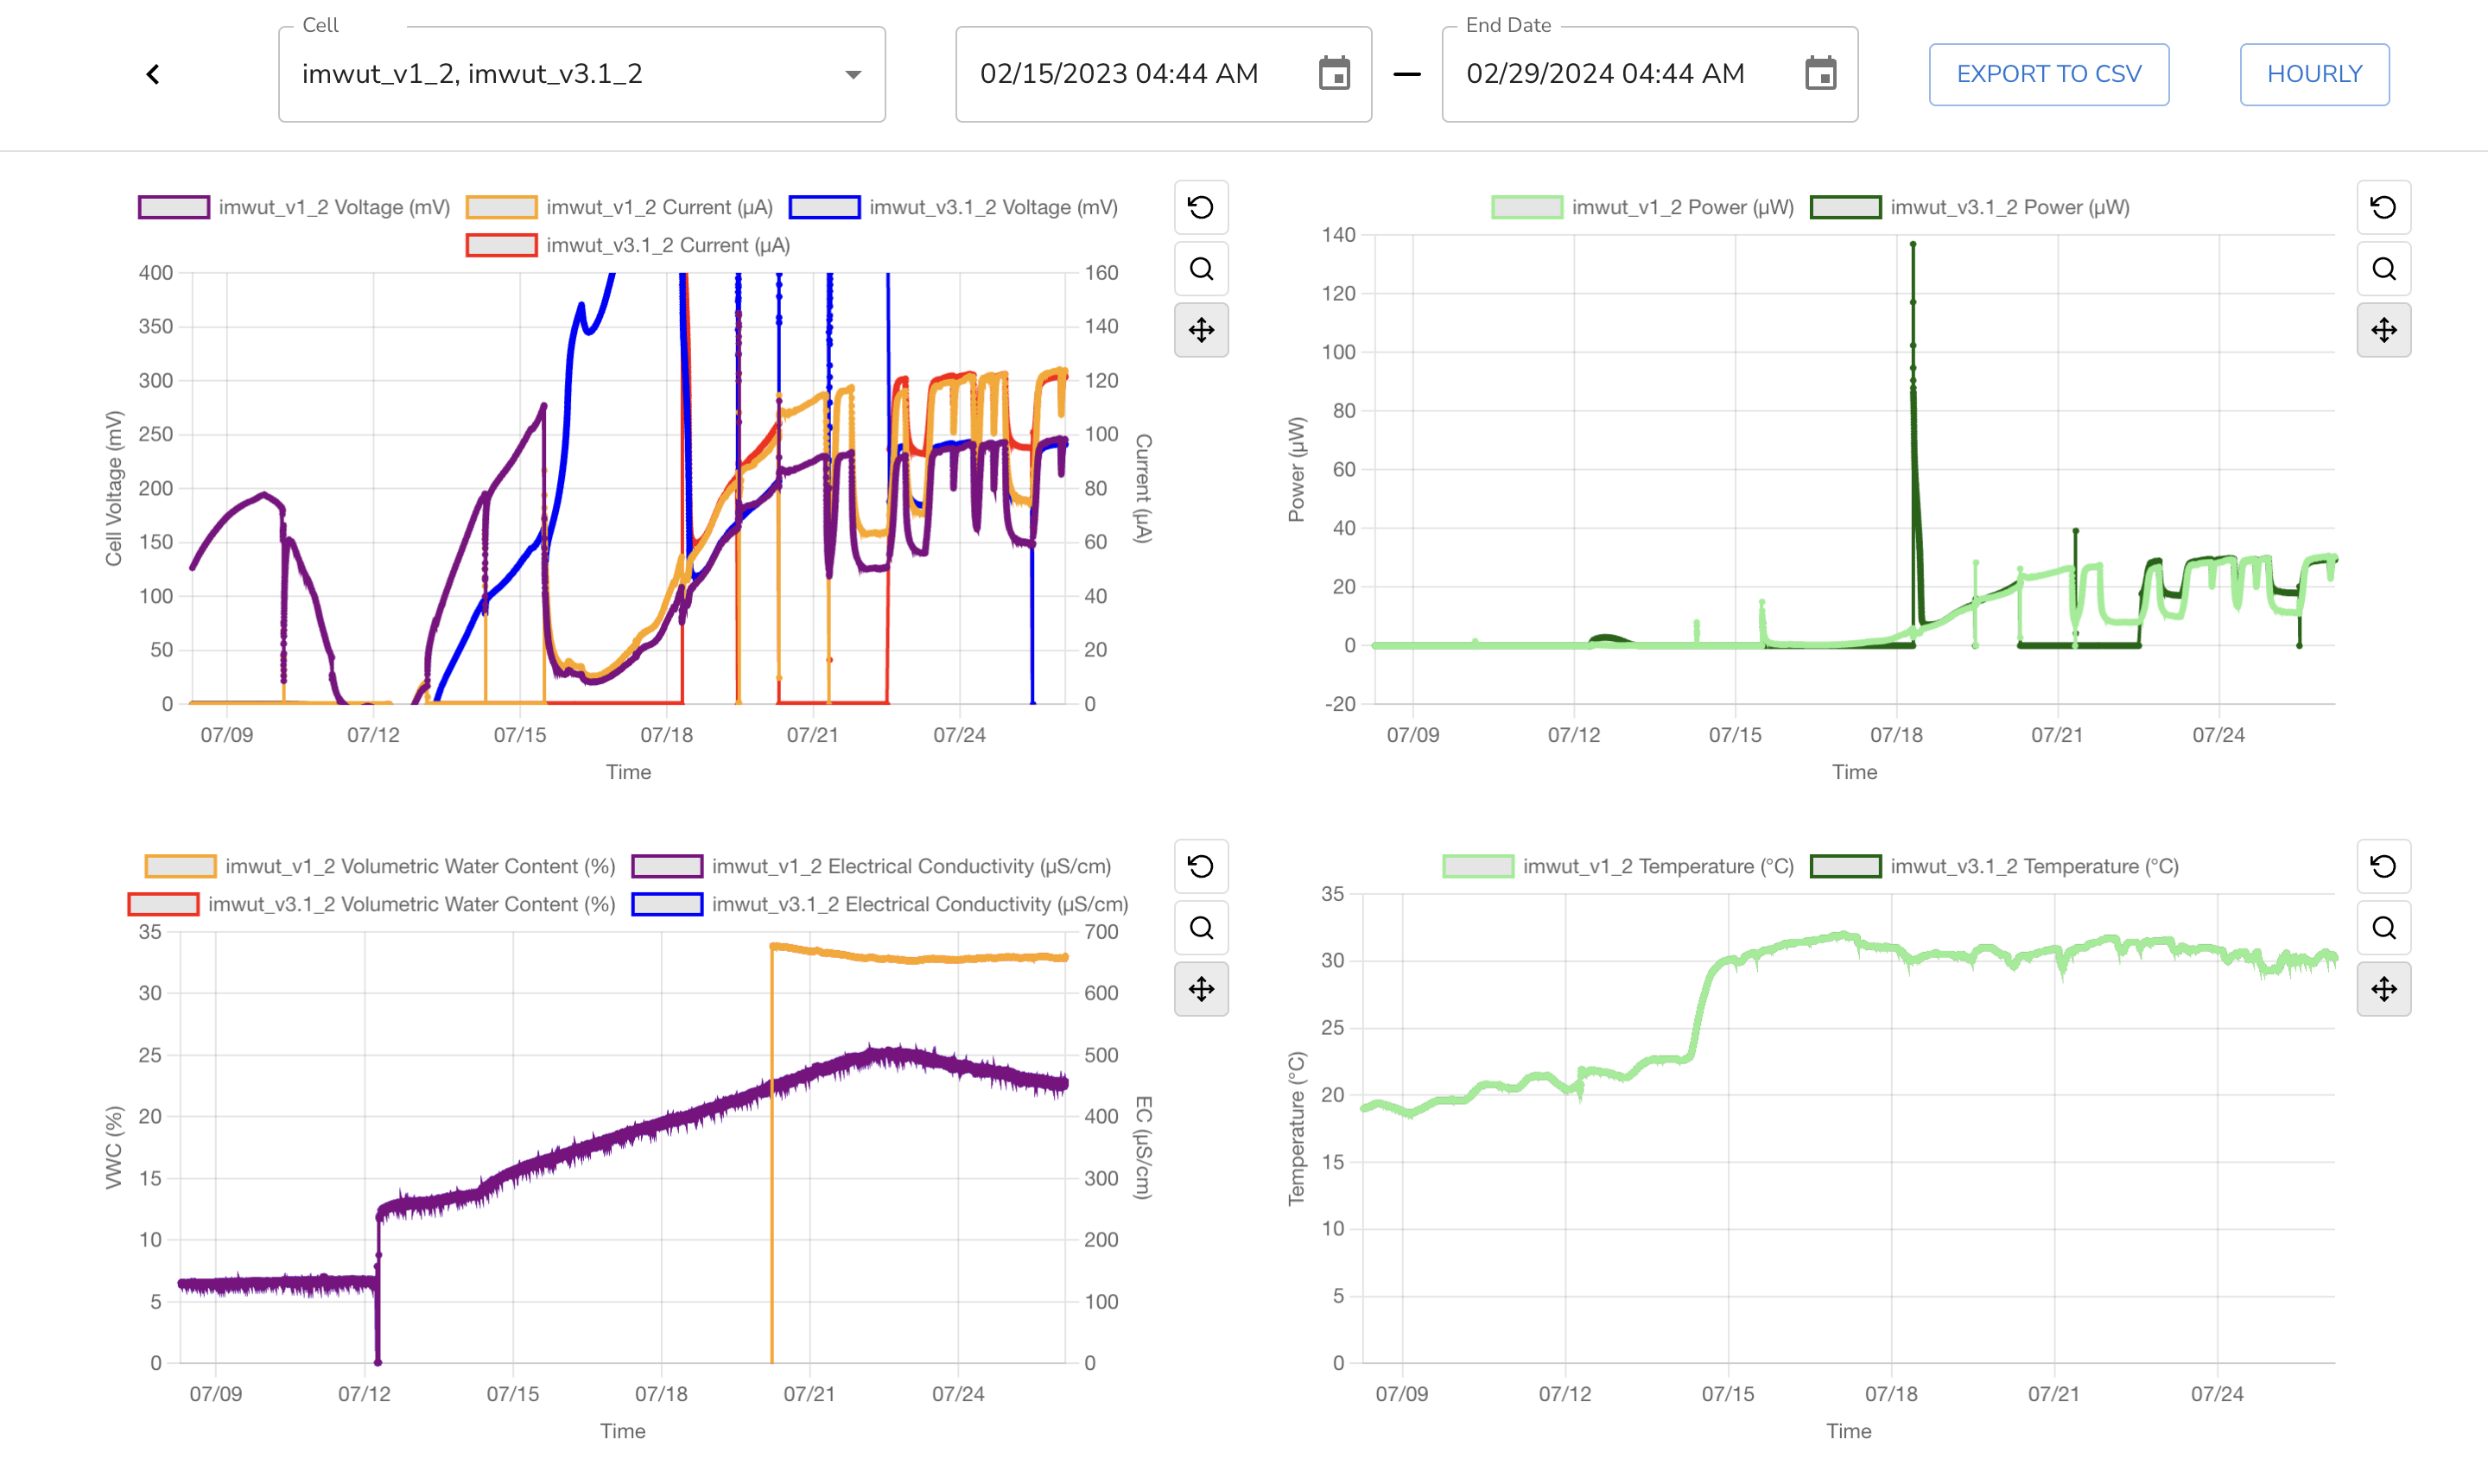 Cell
End Date
imwut_v1_2, imwut_v3.1_2
02/15/2023 04:44 AM
02/29/2024 04:44 AM
EXPORT TO CSV
HOURLY
imwut_v1_2 Voltage (mV)
imwut_v1_2 Current (µA)
imwut_v3.1_2 Voltage (mV)
imwut_v3.1_2 Current (µA)
400
350
300
250
200
150
100
50
0
Cell Voltage (mV)
160
140
120
100
80
60
40
20
0
Current (µA)
07/09
07/12
07/15
07/18
07/21
07/24
Time
imwut_v1_2 Power (µW)
imwut_v3.1_2 Power (µW)
140
120
100
80
60
40
20
0
-20
Power (µW)
07/09
07/12
07/15
07/18
07/21
07/24
Time
imwut_v1_2 Volumetric Water Content (%)
imwut_v1_2 Electrical Conductivity (µS/cm)
imwut_v3.1_2 Volumetric Water Content (%)
imwut_v3.1_2 Electrical Conductivity (µS/cm)
35
30
25
20
15
10
5
0
VWC (%)
700
600
500
400
300
200
100
0
EC (µS/cm)
07/09
07/12
07/15
07/18
07/21
07/24
Time
imwut_v1_2 Temperature (°C)
imwut_v3.1_2 Temperature (°C)
35
30
25
20
15
10
5
0
Temperature (°C)
07/09
07/12
07/15
07/18
07/21
07/24
Time